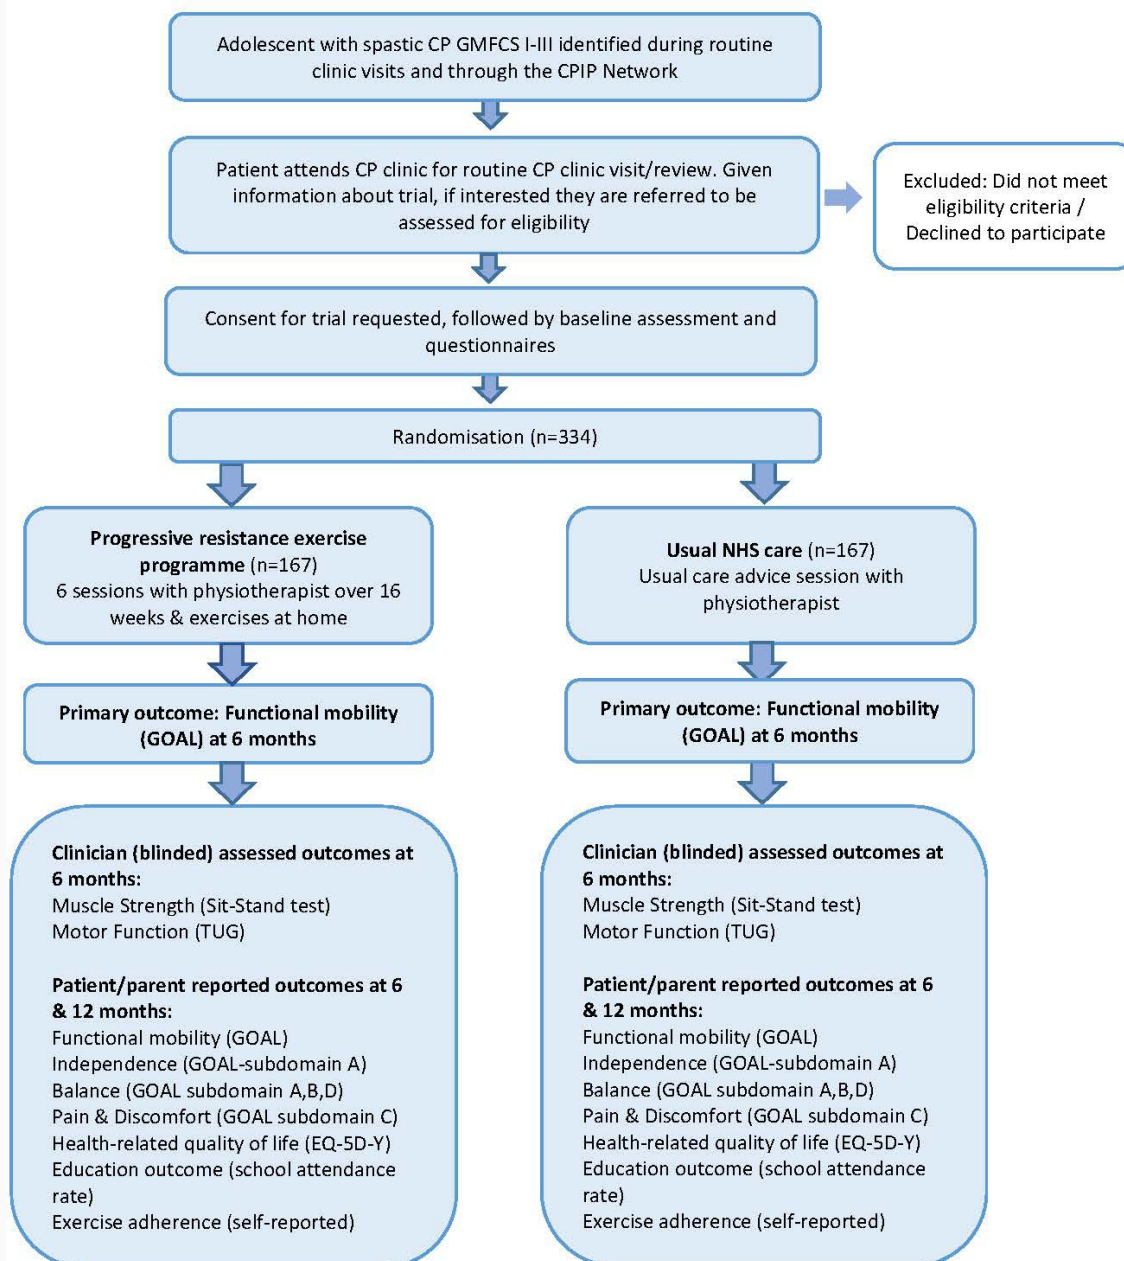 Adolescent with spastic CP GMFCS I-III identified during routine
clinic visits and through the CPIP Network
Patient attends CP clinic for routine CP clinic visit/review. Given
information about trial, if interested they are referred to be
assessed for eligibility
Excluded: Did not meet
eligibility criteria /
Declined to participate
Consent for trial requested, followed by baseline assessment and
questionnaires
Randomisation (n=334)
Progressive resistance exercise
programme (n=167)
6 sessions with physiotherapist over 16
weeks & exercises at home
Usual NHS care (n=167)
Usual care advice session with
physiotherapist
Primary outcome: Functional mobility
(GOAL) at 6 months
Primary outcome: Functional mobility
(GOAL) at 6 months
Clinician (blinded) assessed outcomes at
6 months:
Muscle Strength (Sit-Stand test)
Motor Function (TUG)
Patient/parent reported outcomes at 6
& 12 months:
Functional mobility (GOAL)
Independence (GOAL-subdomain A)
Balance (GOAL subdomain A,B,D)
Pain & Discomfort (GOAL subdomain C)
Health-related quality of life (EQ-5D-Y)
Education outcome (school attendance
rate)
Exercise adherence (self-reported)
Clinician (blinded) assessed outcomes at
6 months:
Muscle Strength (Sit-Stand test)
Motor Function (TUG)
Patient/parent reported outcomes at 6
& 12 months:
Functional mobility (GOAL)
Independence (GOAL-subdomain A)
Balance (GOAL subdomain A,B,D)
Pain & Discomfort (GOAL subdomain C)
Health-related quality of life (EQ-5D-Y)
Education outcome (school attendance
rate)
Exercise adherence (self-reported)